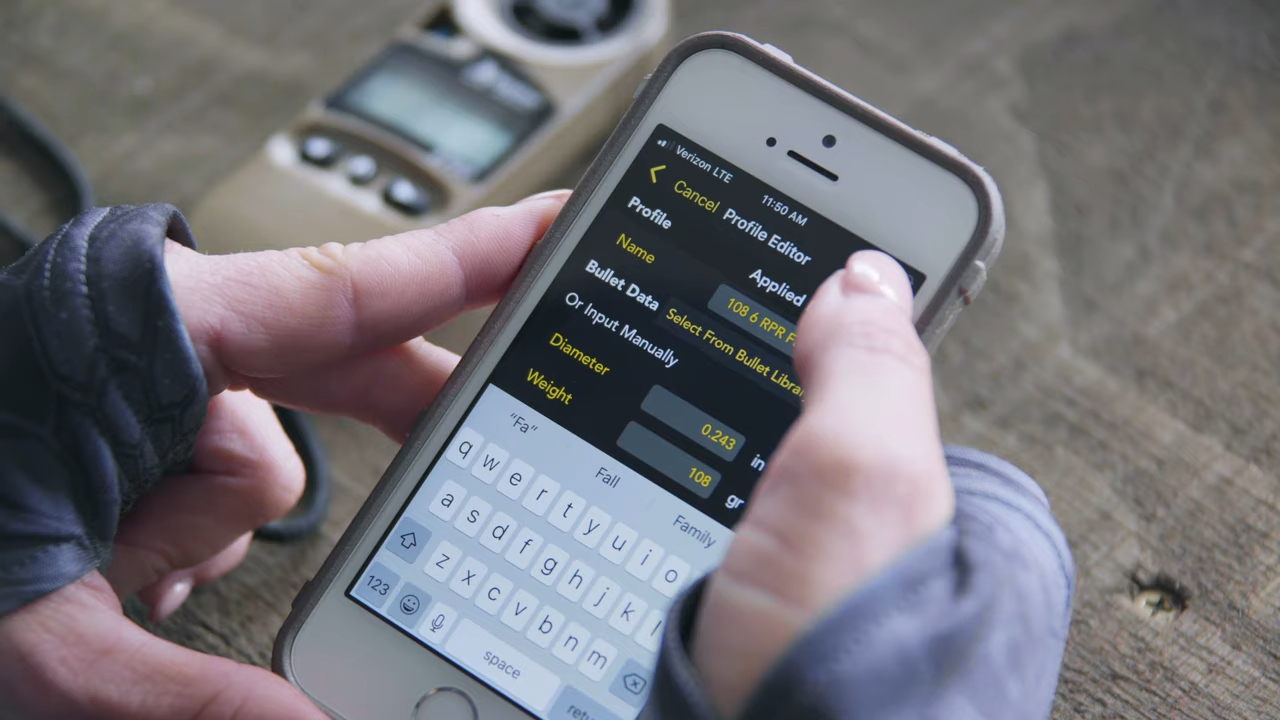 Verizon LTE 11:50 AM
Cancel Profile Editor
Profile
Name Applied
108 6 RPR F
Bullet Data Select From Bullet Libra
Or Input Manually
Diameter 0.243 in
Weight 108 gr
"Fa" Fall Family
q w e r t y u i o
a s d f g h j k l
z x c v b n m
123 space retu